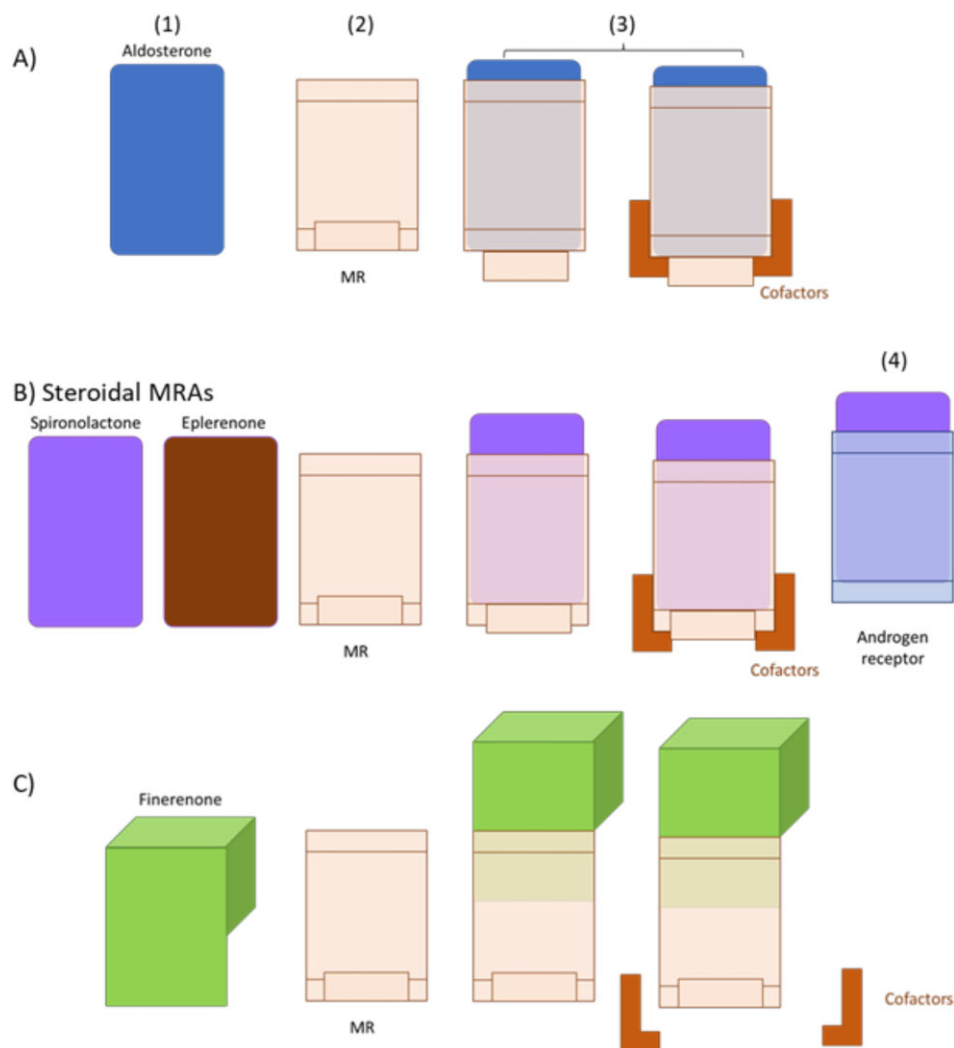 (1)
(2)
(3)
A)
Aldosterone
MR
Cofactors
(4)
B) Steroidal MRAs
Spironolactone
Eplerenone
MR
Cofactors
Androgen
receptor
C)
Finerenone
MR
Cofactors